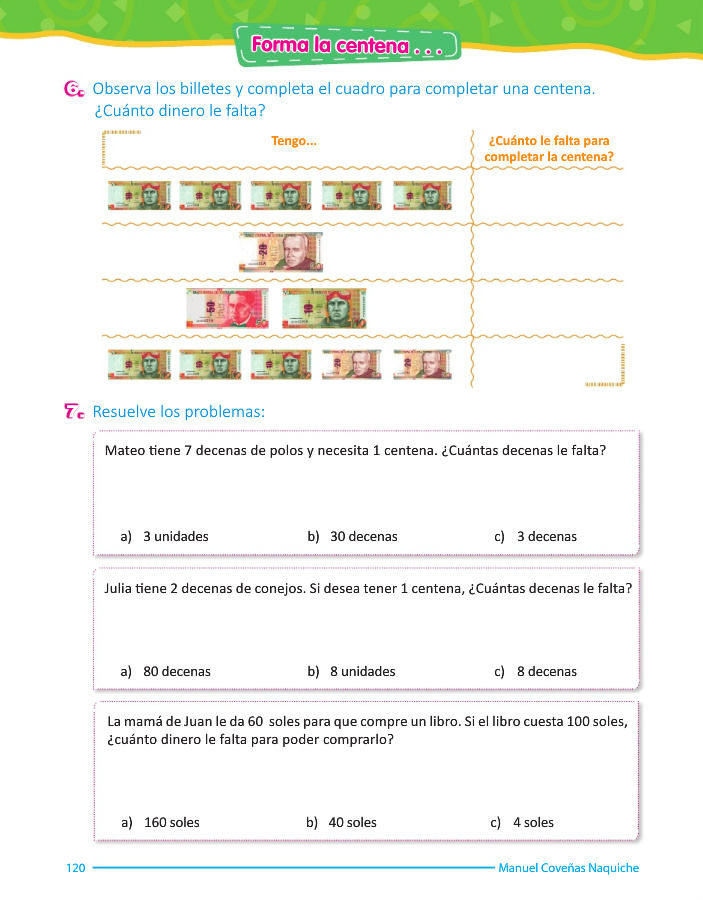 Forma la centena . . .
6. Observa los billetes y completa el cuadro para completar una centena.
¿Cuánto dinero le falta?
Tengo...
¿Cuánto le falta para
completar la centena?
7. Resuelve los problemas:
Mateo tiene 7 decenas de polos y necesita 1 centena. ¿Cuántas decenas le falta?
a) 3 unidades b) 30 decenas c) 3 decenas
Julia tiene 2 decenas de conejos. Si desea tener 1 centena, ¿Cuántas decenas le falta?
a) 80 decenas b) 8 unidades c) 8 decenas
La mamá de Juan le da 60 soles para que compre un libro. Si el libro cuesta 100 soles,
¿cuánto dinero le falta para poder comprarlo?
a) 160 soles b) 40 soles c) 4 soles
120 Manuel Coveñas Naquiche